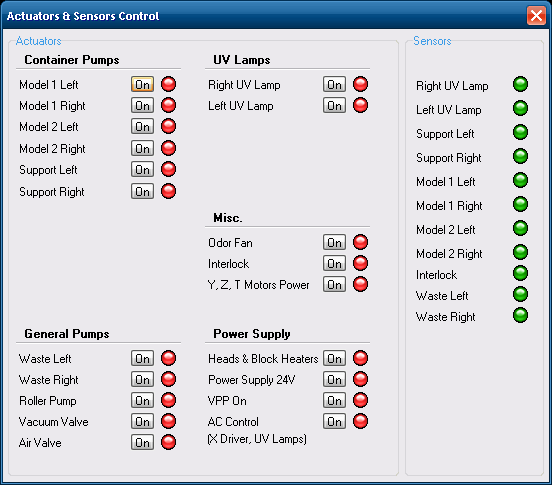 Actuators & Sensors Control
Actuators
Container Pumps
Model 1 Left On
Model 1 Right On
Model 2 Left On
Model 2 Right On
Support Left On
Support Right On
UV Lamps
Right UV Lamp On
Left UV Lamp On
Misc.
Odor Fan On
Interlock On
Y, Z, T Motors Power On
General Pumps
Waste Left On
Waste Right On
Roller Pump On
Vacuum Valve On
Air Valve On
Power Supply
Heads & Block Heaters On
Power Supply 24V On
VPP On On
AC Control On
(X Driver, UV Lamps)
Sensors
Right UV Lamp
Left UV Lamp
Support Left
Support Right
Model 1 Left
Model 1 Right
Model 2 Left
Model 2 Right
Interlock
Waste Left
Waste Right